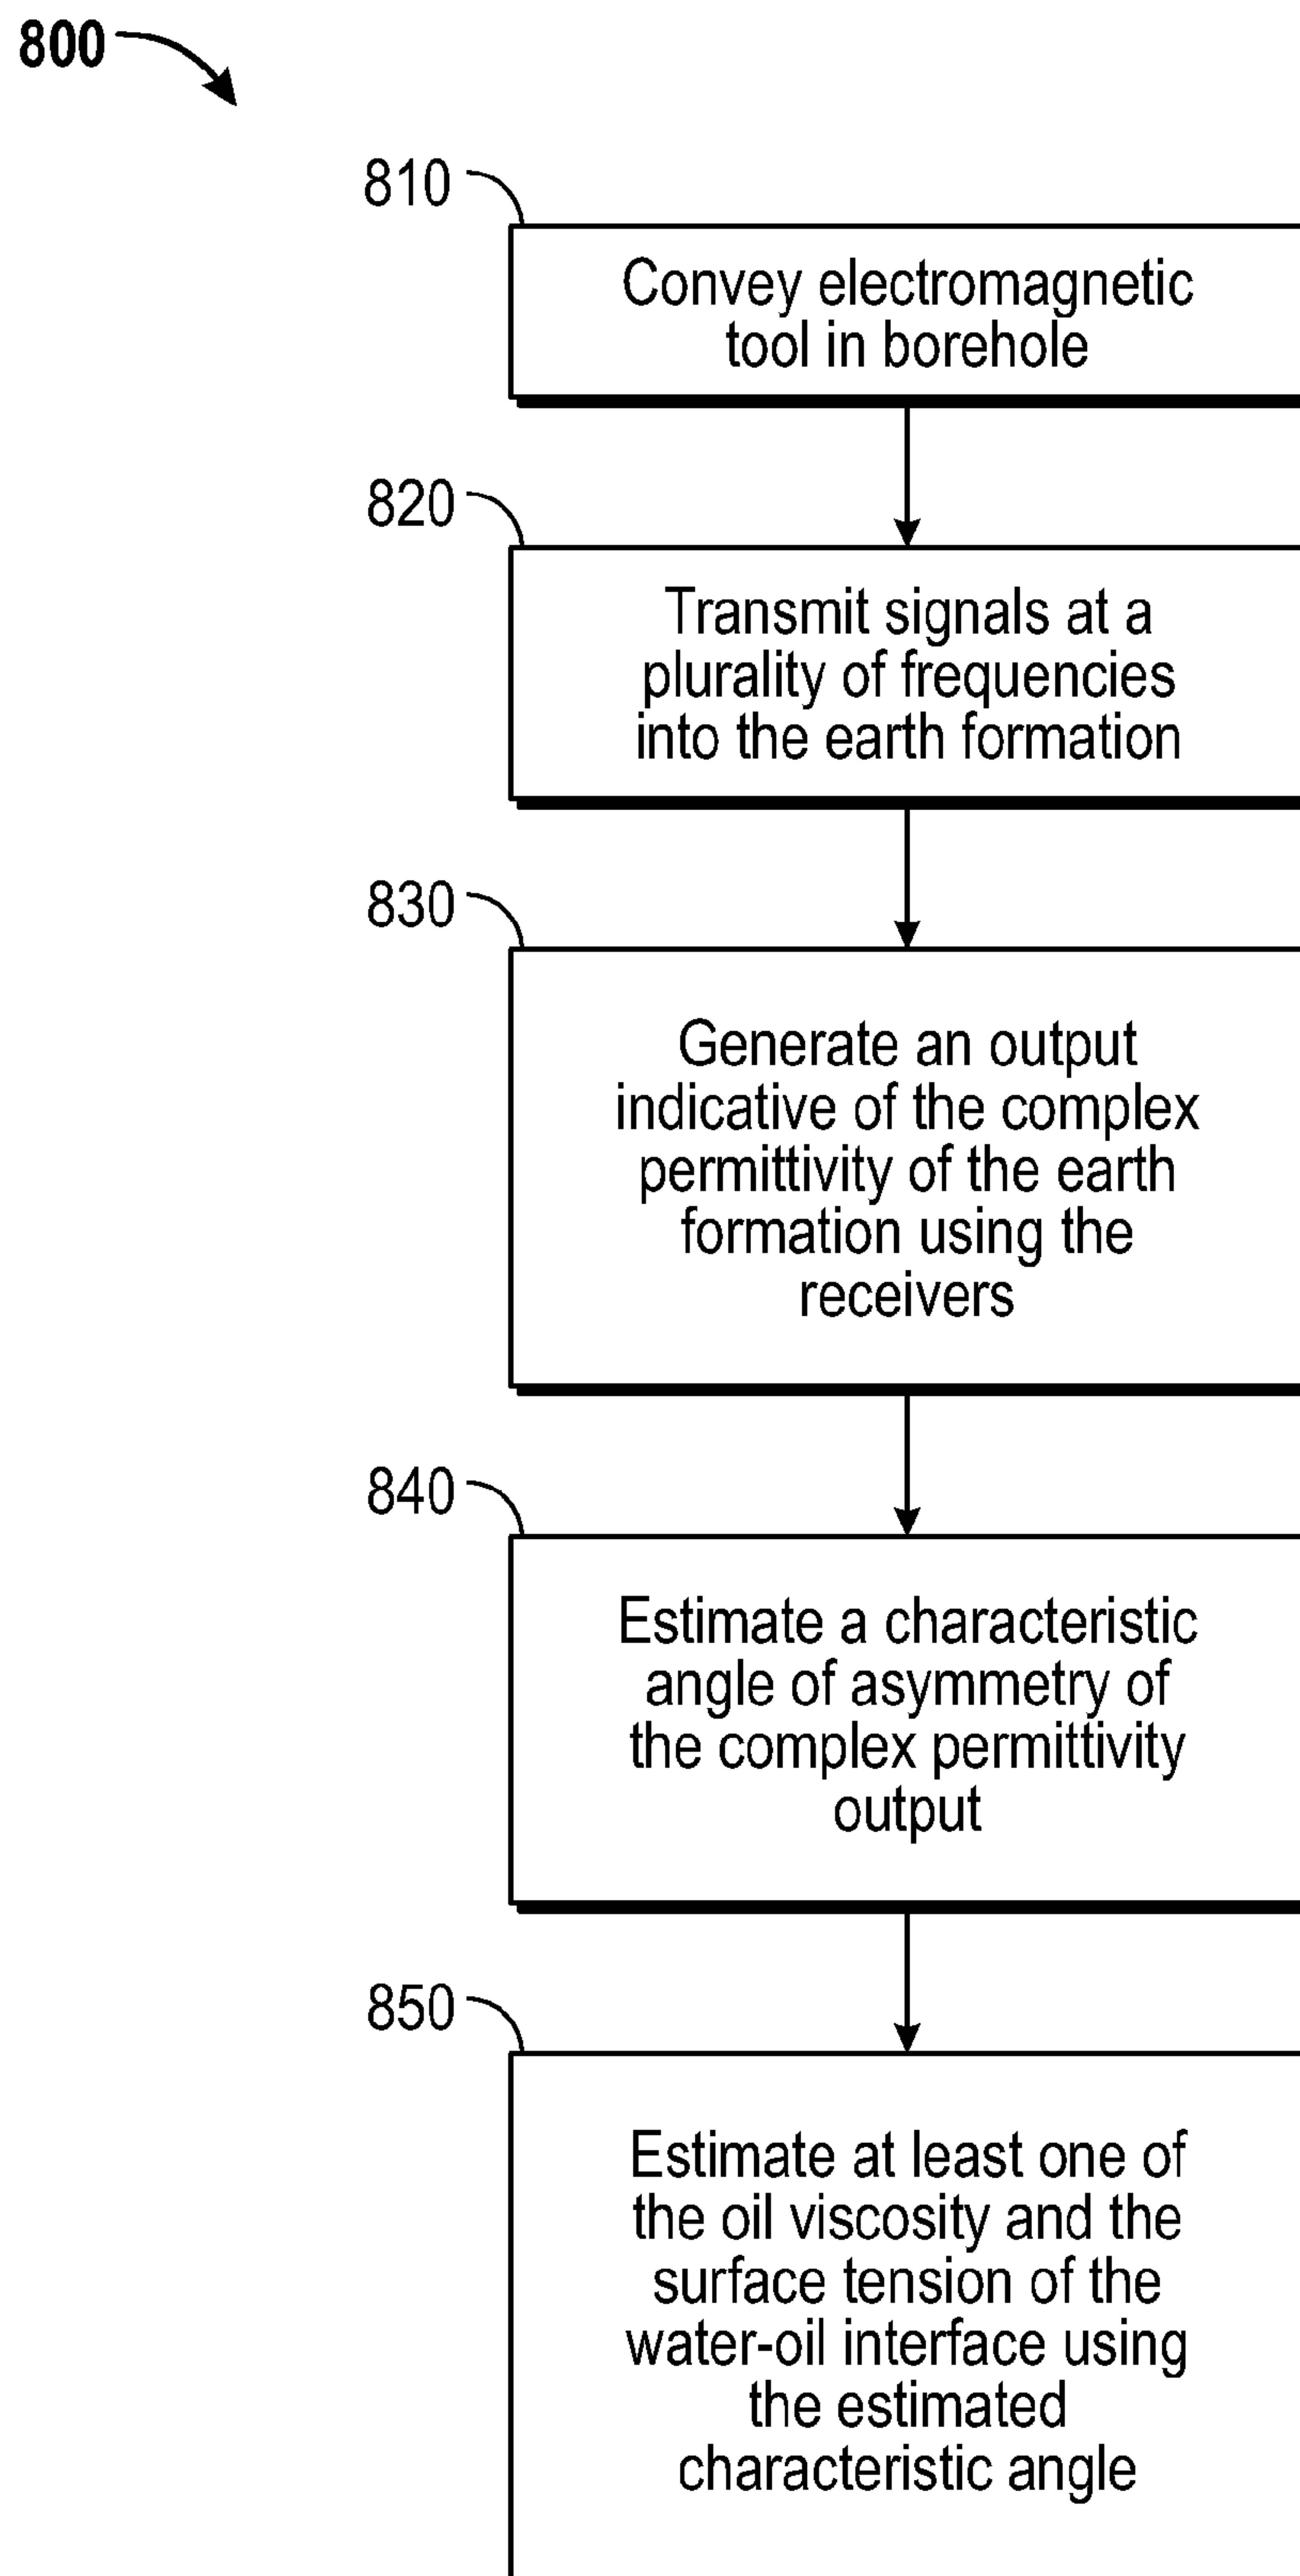 800
810
Convey electromagnetic
tool in borehole
820
Transmit signals at a
plurality of frequencies
into the earth formation
830
Generate an output
indicative of the complex
permittivity of the earth
formation using the
receivers
840
Estimate a characteristic
angle of asymmetry of
the complex permittivity
output
850
Estimate at least one of
the oil viscosity and the
surface tension of the
water-oil interface using
the estimated
characteristic angle